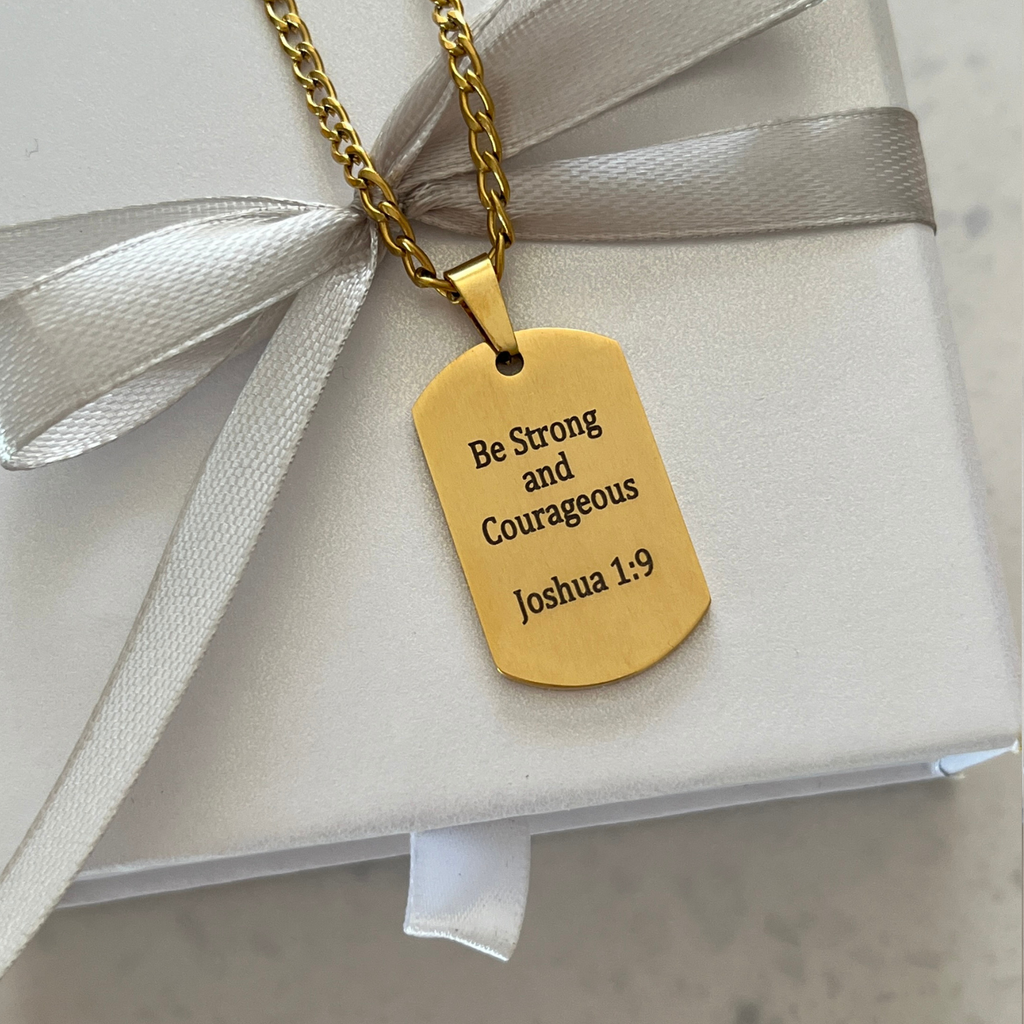 Be Strong
and
Courageous
Joshua 1:9